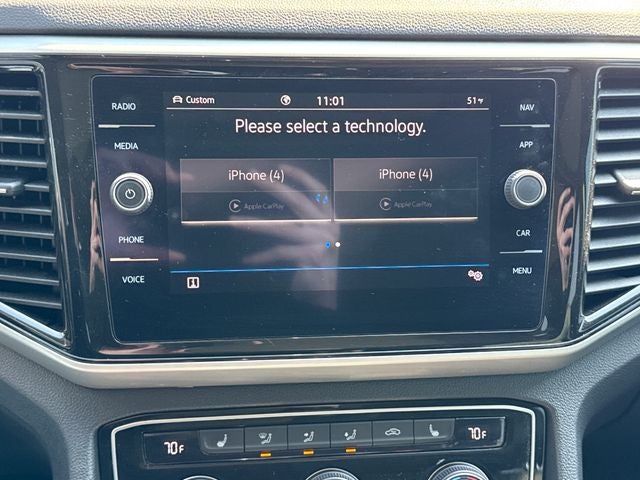 RADIO
MEDIA
PHONE
VOICE
Custom 11:01 51°F
Please select a technology.
iPhone (4) iPhone (4)
Apple CarPlay Apple CarPlay
NAV
APP
CAR
MENU
70°F 70°F